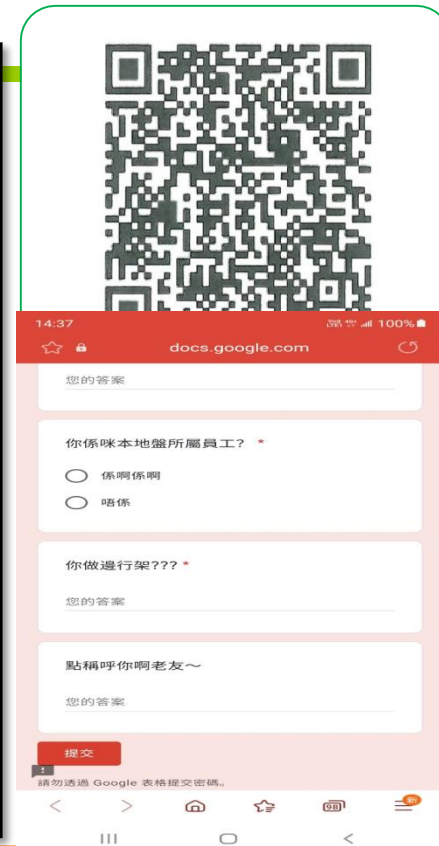 14:37
100%
docs.google.com
您的答案
你係咪本地盤所屬員工? *
係啊係啊
唔係
你做邊行架??? *
您的答案
點稱呼你啊老友～
您的答案
提交
請勿透過 Google 表格提交密碼。
新
98